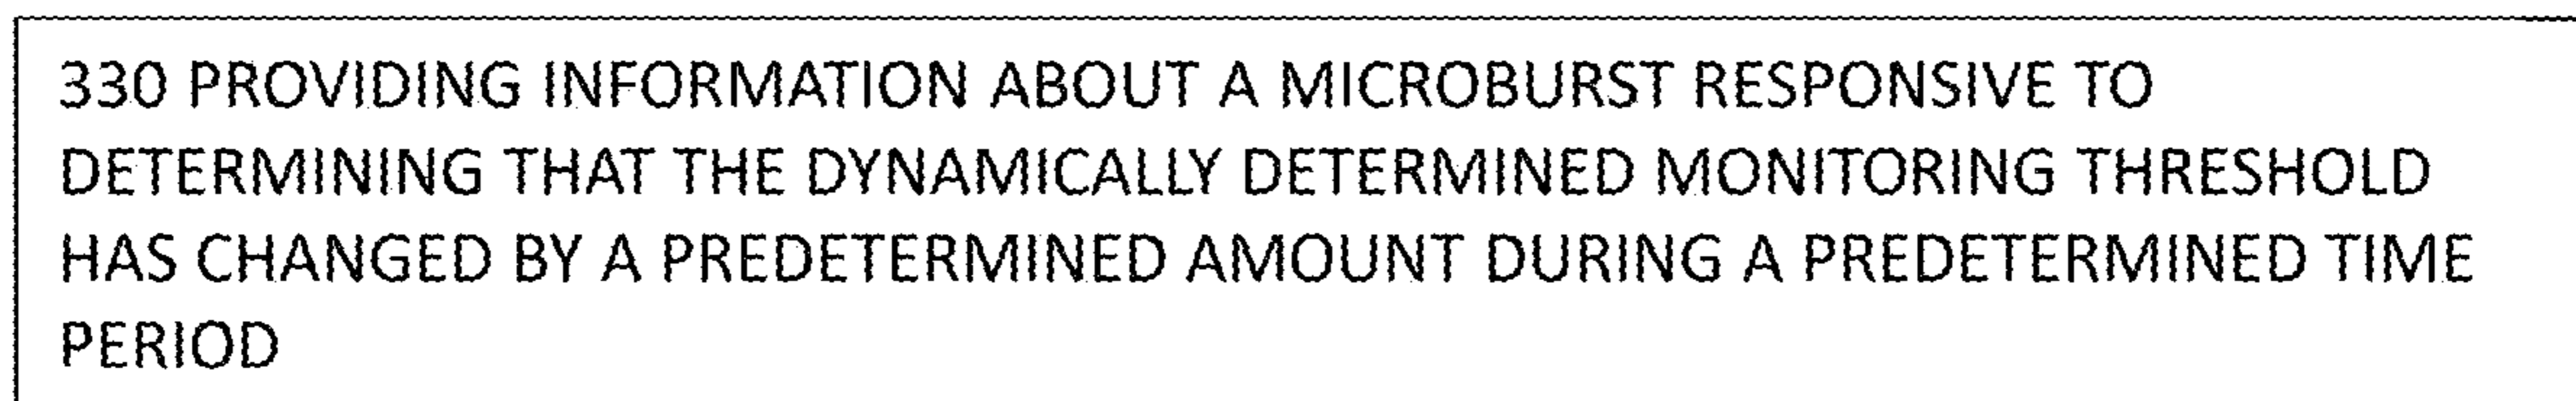 330 PROVIDING INFORMATION ABOUT A MICROBURST RESPONSIVE TO
DETERMINING THAT THE DYNAMICALLY DETERMINED MONITORING THRESHOLD
HAS CHANGED BY A PREDETERMINED AMOUNT DURING A PREDETERMINED TIME
PERIOD